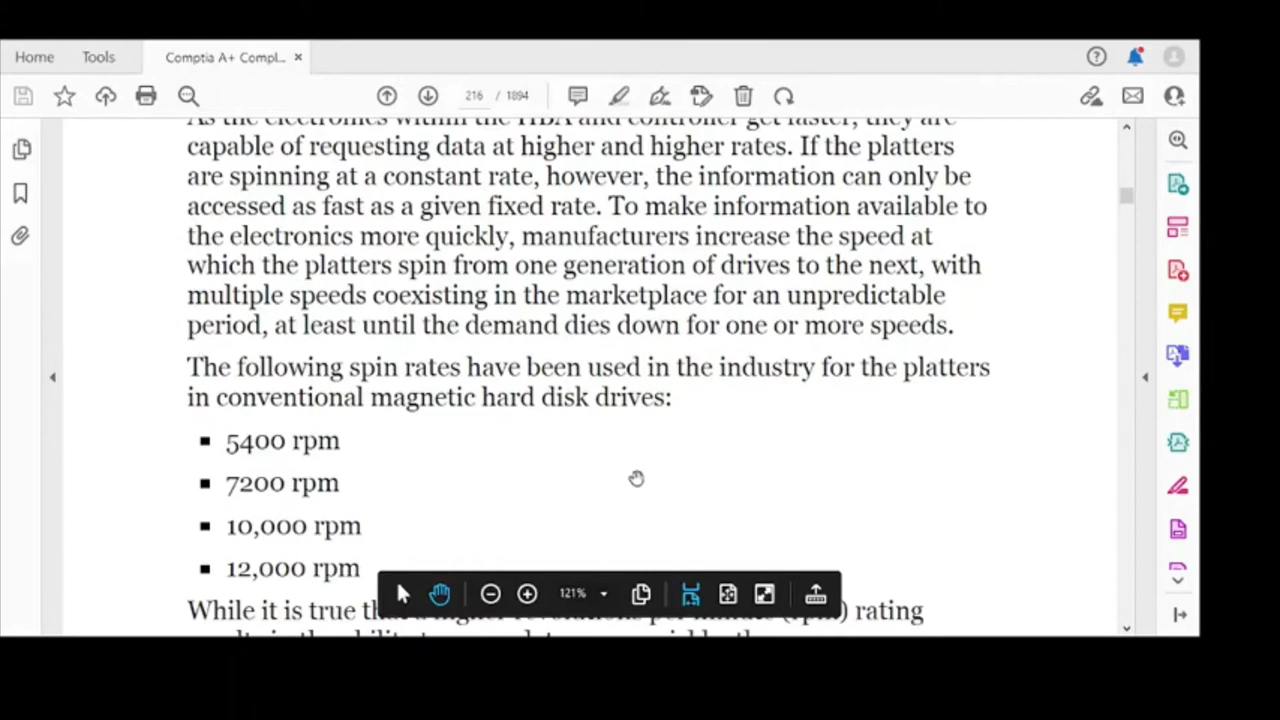 Home Tools Comptia A+ Compl... ×
216 / 1894
As the electronics within the HDA and controller get faster, they are
capable of requesting data at higher and higher rates. If the platters
are spinning at a constant rate, however, the information can only be
accessed as fast as a given fixed rate. To make information available to
the electronics more quickly, manufacturers increase the speed at
which the platters spin from one generation of drives to the next, with
multiple speeds coexisting in the marketplace for an unpredictable
period, at least until the demand dies down for one or more speeds.
The following spin rates have been used in the industry for the platters
in conventional magnetic hard disk drives:
▪ 5400 rpm
▪ 7200 rpm
▪ 10,000 rpm
▪ 12,000 rpm
121%
While it is true that a higher revolutions per minute (rpm) rating